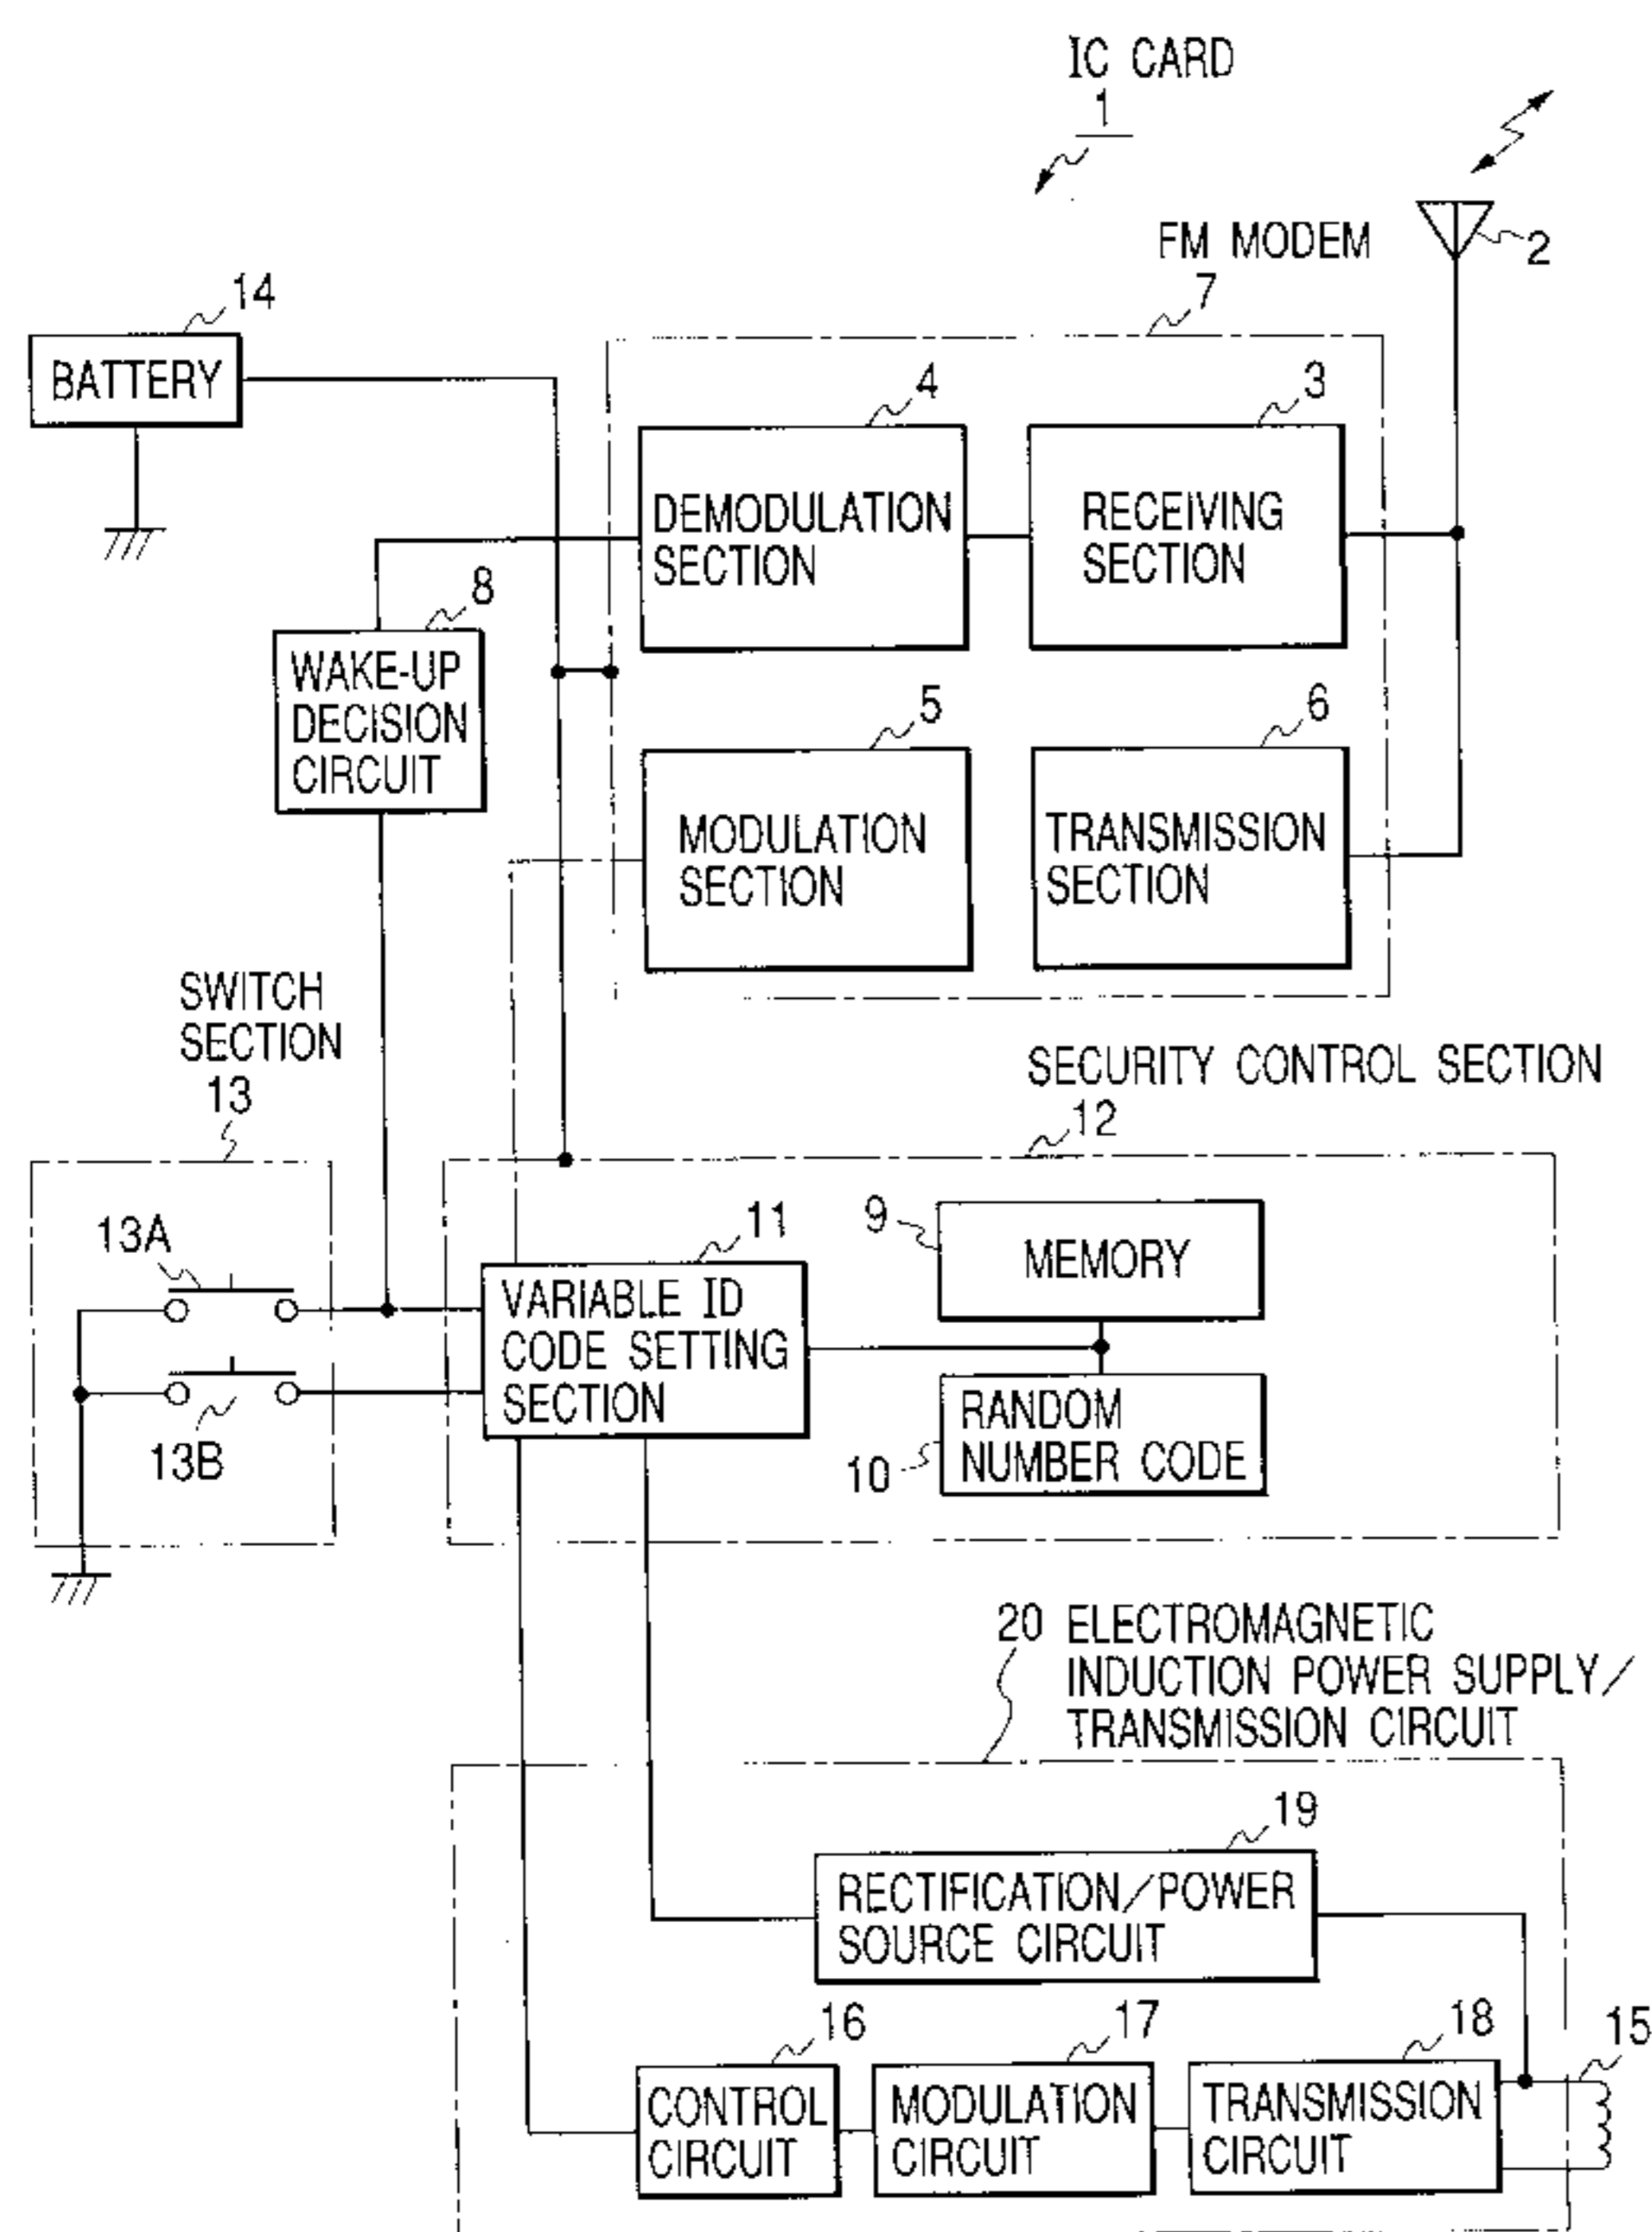 IC CARD
1
2
FM MODEM
7
14
BATTERY
4
3
DEMODULATION
SECTION
RECEIVING
SECTION
8
WAKE-UP
DECISION
CIRCUIT
5
6
MODULATION
SECTION
TRANSMISSION
SECTION
SWITCH
SECTION
13
SECURITY CONTROL SECTION
12
13A
13B
11
VARIABLE ID
CODE SETTING
SECTION
9
MEMORY
10
RANDOM
NUMBER CODE
20 ELECTROMAGNETIC
INDUCTION POWER SUPPLY/
TRANSMISSION CIRCUIT
19
RECTIFICATION/POWER
SOURCE CIRCUIT
16
CONTROL
CIRCUIT
17
MODULATION
CIRCUIT
18
TRANSMISSION
CIRCUIT
15